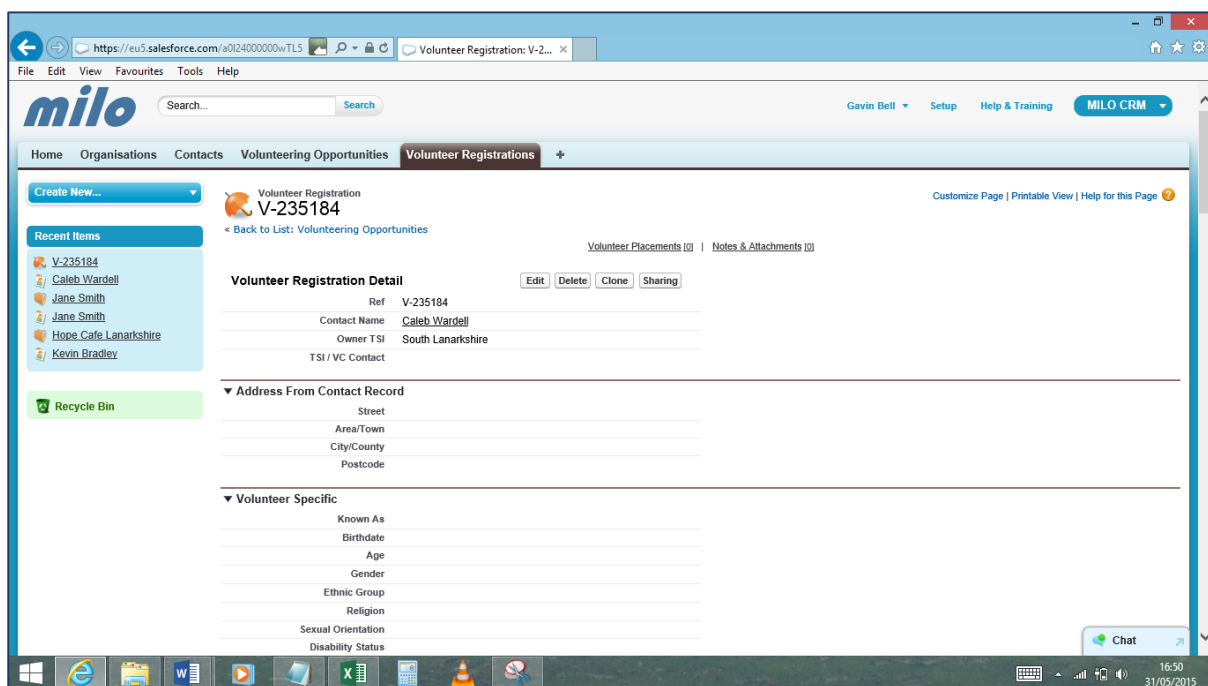 https://eu5.salesforce.com/a0I24000000wTL5
Volunteer Registration: V-2...
File Edit View Favourites Tools Help
milo
Search...
Search
Gavin Bell
Setup
Help & Training
MILO CRM
Home Organisations Contacts Volunteering Opportunities Volunteer Registrations +
Create New...
Recent Items
V-235184
Caleb Wardell
Jane Smith
Jane Smith
Hope Cafe Lanarkshire
Kevin Bradley
Recycle Bin
Volunteer Registration
V-235184
Customize Page | Printable View | Help for this Page
« Back to List: Volunteering Opportunities
Volunteer Placements [0] | Notes & Attachments [0]
Volunteer Registration Detail
Edit Delete Clone Sharing
Ref V-235184
Contact Name Caleb Wardell
Owner TSI South Lanarkshire
TSI / VC Contact
Address From Contact Record
Street
Area/Town
City/County
Postcode
Volunteer Specific
Known As
Birthdate
Age
Gender
Ethnic Group
Religion
Sexual Orientation
Disability Status
Chat
16:50
31/05/2015